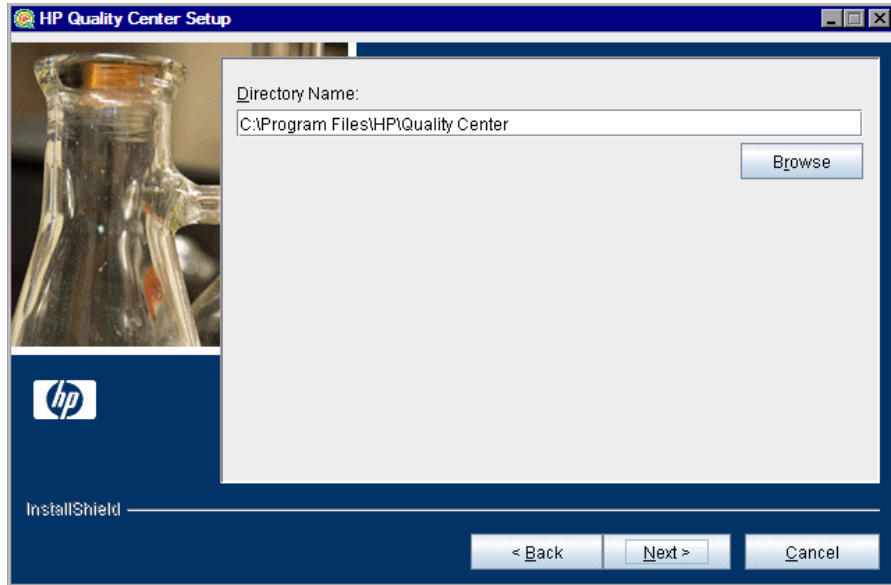 HP Quality Center Setup
Directory Name:
C:\Program Files\HP\Quality Center
Browse
hp
InstallShield
< Back
Next >
Cancel